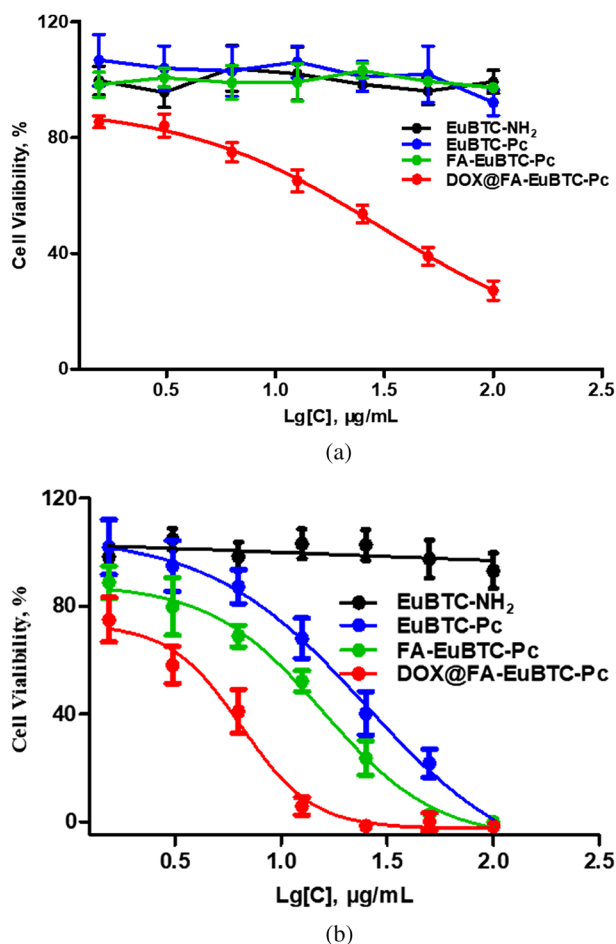 120
80
40
0
Cell Vialibility, %
EuBTC-NH₂
EuBTC-Pc
FA-EuBTC-Pc
DOX@FA-EuBTC-Pc
0.5 1.0 1.5 2.0 2.5
Lg[C], µg/mL
(a)
120
80
40
0
Cell Vialibility, %
EuBTC-NH₂
EuBTC-Pc
FA-EuBTC-Pc
DOX@FA-EuBTC-Pc
0.5 1.0 1.5 2.0 2.5
Lg[C], µg/mL
(b)